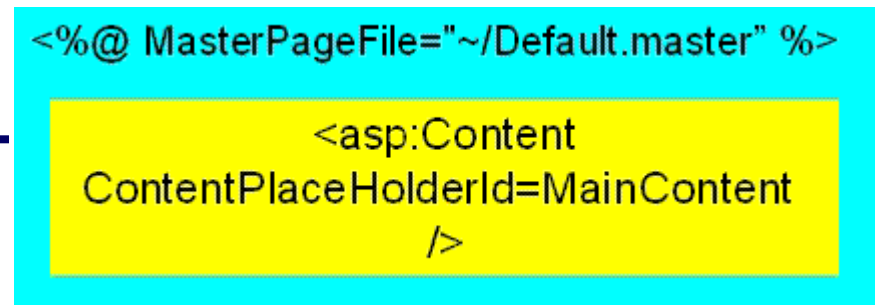 <%@ MasterPageFile="~/Default.master” %>
<asp:Content
ContentPlaceHolderId=MainContent
/>